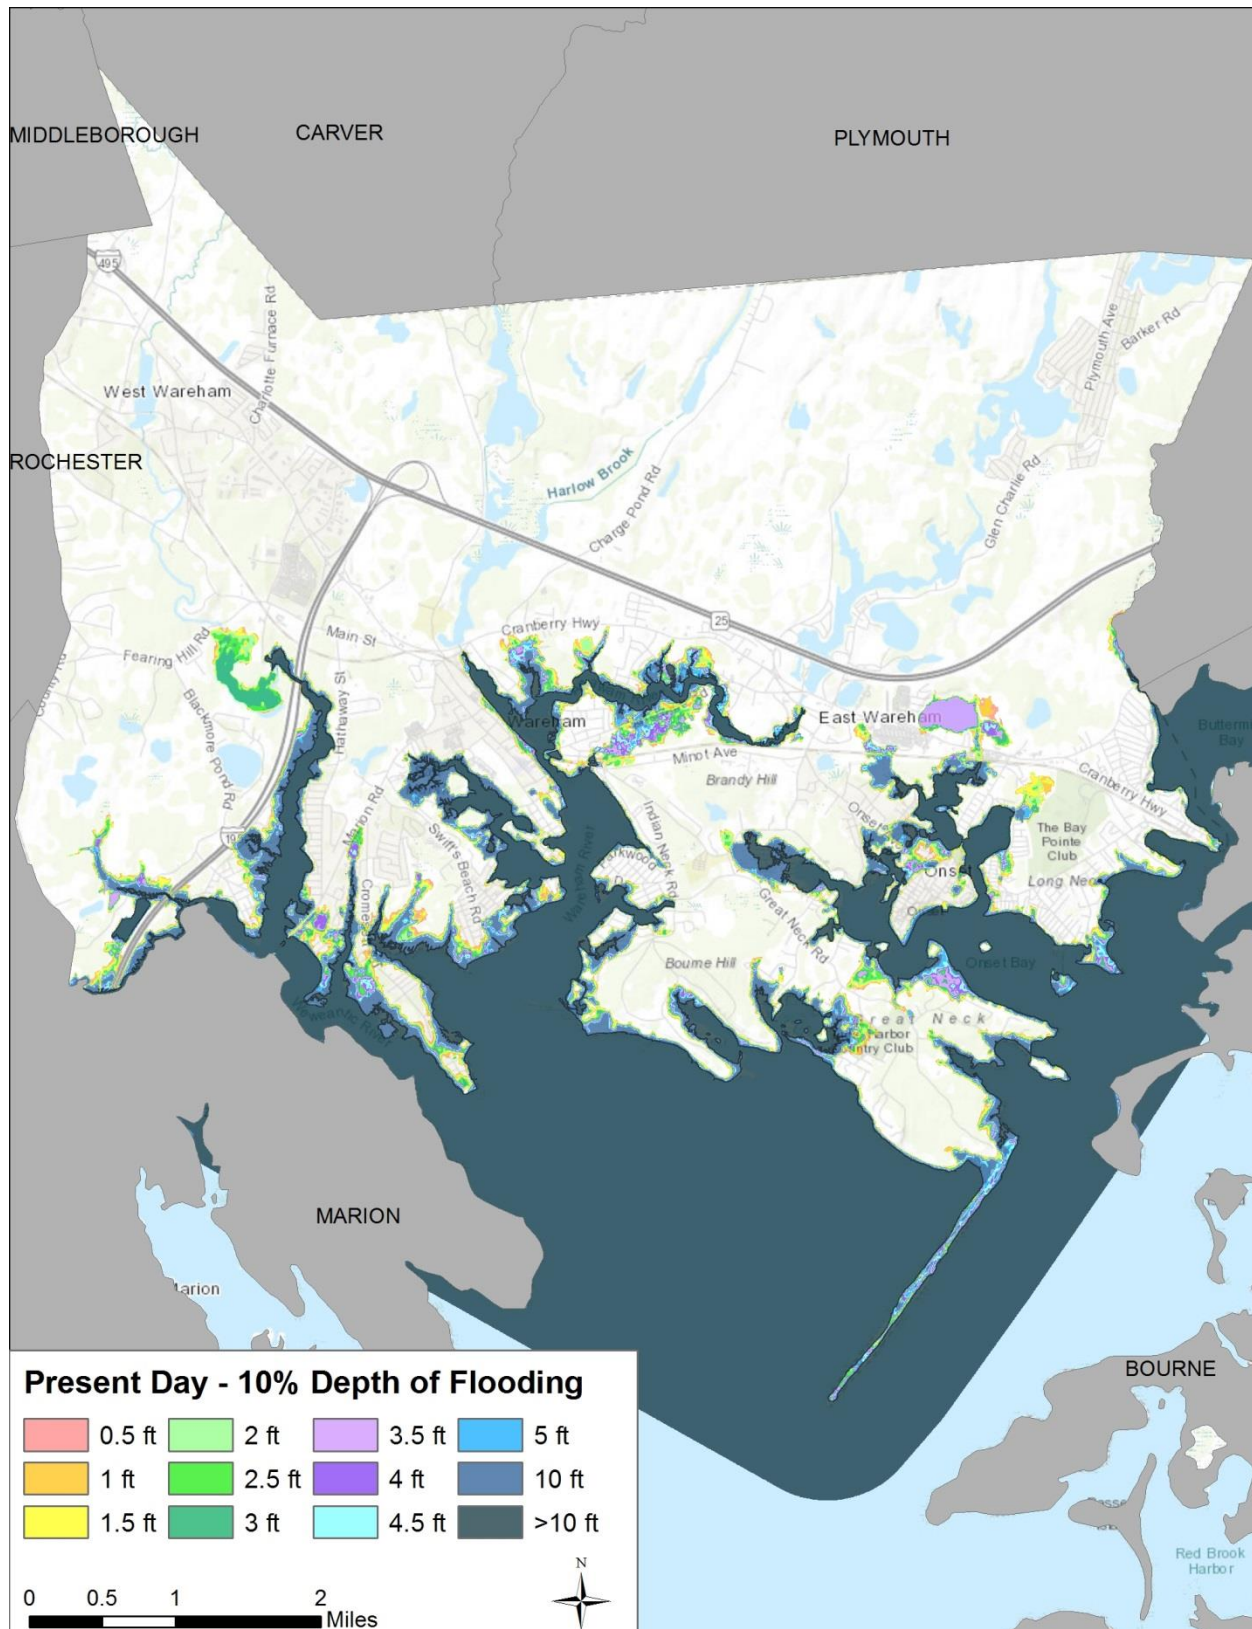 MIDDLEBOROUGH
CARVER
PLYMOUTH
495
Charlotte Furnace Rd
West Wareham
Plymouth Ave
Barker Rd
ROCHESTER
Harlow Brook
Charge Pond Rd
Glen Charlie Rd
25
Cranberry Hwy
Main St
Fearing Hill Rd
Hathaway St
Blackmore Pond Rd
Wareham
East Wareham
Minot Ave
Brandy Hill
Cranberry Hwy
Marion Rd
Swift's Beach Rd
Indian Neck Rd
Wareham River
The Bay
Pointe
Club
Onset
Long Neck
Great Neck Rd
Bourne Hill
Onset Bay
Weweantic River
Great Neck
Harbor
Country Club
MARION
Marion
BOURNE
Red Brook
Harbor
Present Day - 10% Depth of Flooding
0.5 ft 2 ft 3.5 ft 5 ft
1 ft 2.5 ft 4 ft 10 ft
1.5 ft 3 ft 4.5 ft >10 ft
N
0 0.5 1 2
Miles